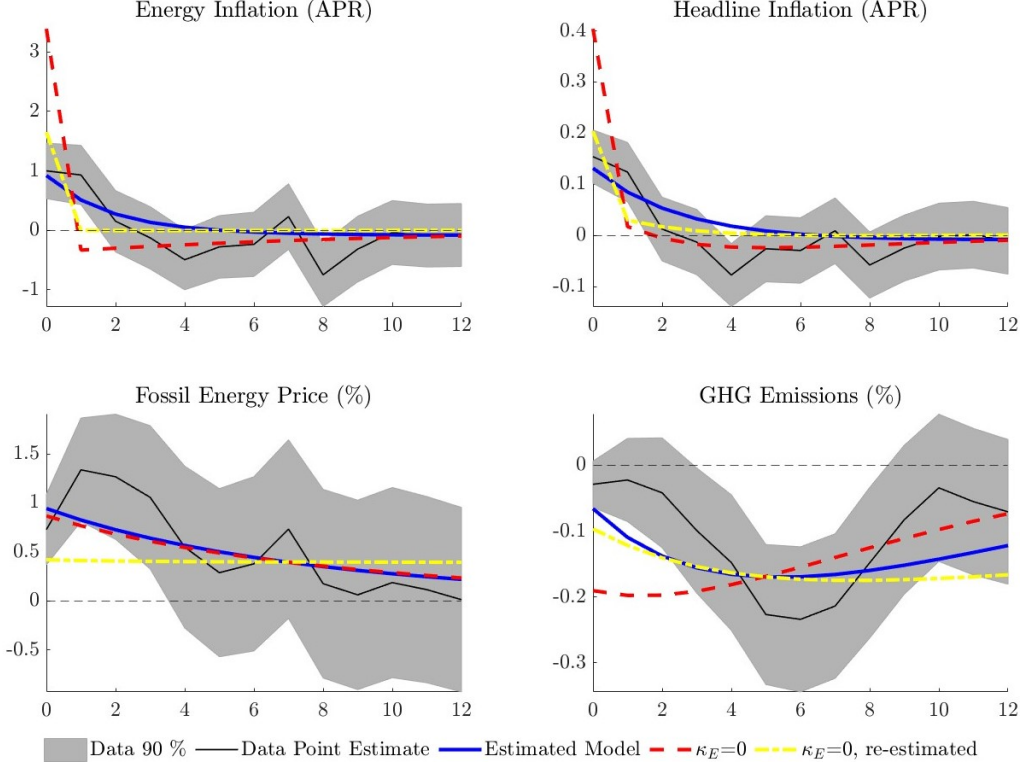 Energy Inflation (APR)
3
2
1
0
-1
0 2 4 6 8 10 12
Headline Inflation (APR)
0.4
0.3
0.2
0.1
0
-0.1
0 2 4 6 8 10 12
Fossil Energy Price (%)
1.5
1
0.5
0
-0.5
0 2 4 6 8 10 12
GHG Emissions (%)
0
-0.1
-0.2
-0.3
0 2 4 6 8 10 12
Data 90 % Data Point Estimate Estimated Model κE=0 κE=0, re-estimated